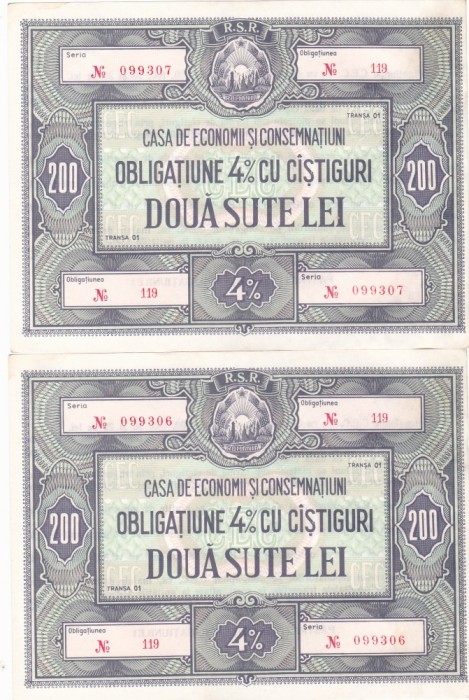 R.S.R.
Seria
№ 099307
Obligațiunea
№ 119
TRANȘA 01
CASA DE ECONOMII ȘI CONSEMNAȚIUNI
OBLIGAȚIUNE 4% CU CÎȘTIGURI
200
200
DOUĂ SUTE LEI
TRANȘA 01
Obligațiunea
№ 119
4%
Seria
№ 099307
R.S.R.
Seria
№ 099306
Obligațiunea
№ 119
TRANȘA 01
CASA DE ECONOMII ȘI CONSEMNAȚIUNI
OBLIGAȚIUNE 4% CU CÎȘTIGURI
200
200
DOUĂ SUTE LEI
TRANȘA 01
Obligațiunea
№ 119
4%
Seria
№ 099306